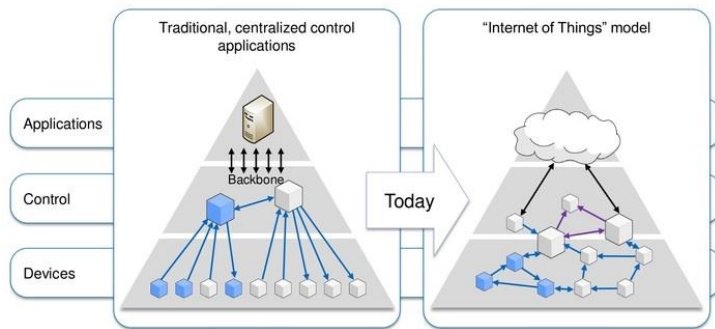 Traditional, centralized control
applications
“Internet of Things” model
Applications
Backbone
Control
Today
Devices